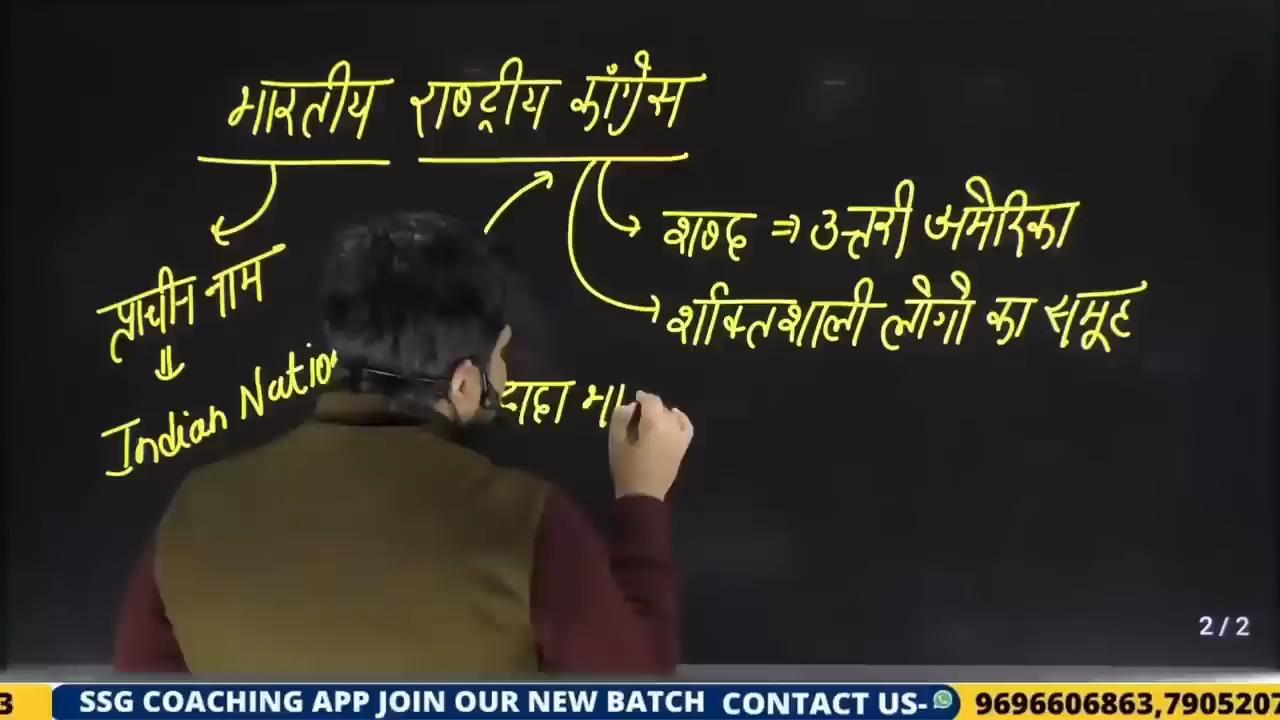 भारतीय राष्ट्रीय काँग्रेस
शब्द ⇒ उत्तरी अमेरिका
प्राचीन नाम
शक्तिशाली लोगों का समूह
⇓
Indian Natio
दादा भा
2 / 2
3 SSG COACHING APP JOIN OUR NEW BATCH CONTACT US- 9696606863,7905207